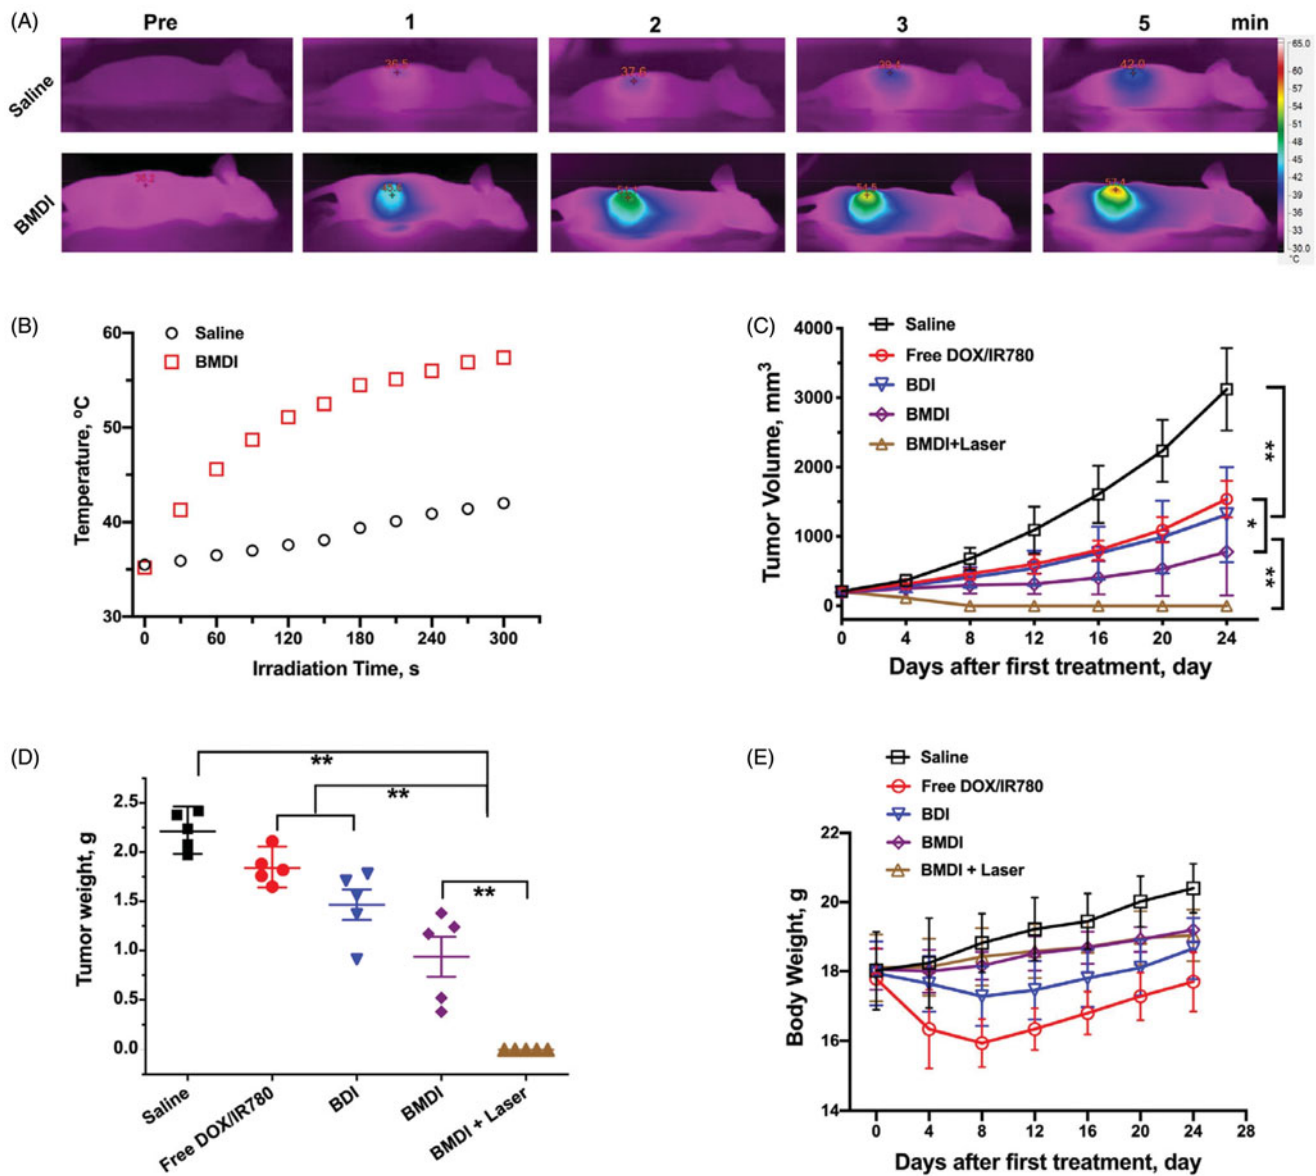 (A)
Pre 1 2 3 5 min
Saline
36.5 37.6 39.4 42.0
BMDI
65.0
60
57
54
51
48
45
42
39
36
33
30.0
°C
(B)
Saline
BMDI
60
50
40
30
Temperature, °C
0 60 120 180 240 300
Irradiation Time, s
(C)
Saline
Free DOX/IR780
BDI
BMDI
BMDI+Laser
4000
3000
2000
1000
0
Tumor Volume, mm3
**
*
**
0 4 8 12 16 20 24
Days after first treatment, day
(D)
**
**
**
2.5
2.0
1.5
1.0
0.5
0.0
Tumor weight, g
Saline
Free DOX/IR780
BDI
BMDI
BMDI + Laser
(E)
Saline
Free DOX/IR780
BDI
BMDI
BMDI + Laser
22
20
18
16
14
Body Weight, g
0 4 8 12 16 20 24 28
Days after first treatment, day